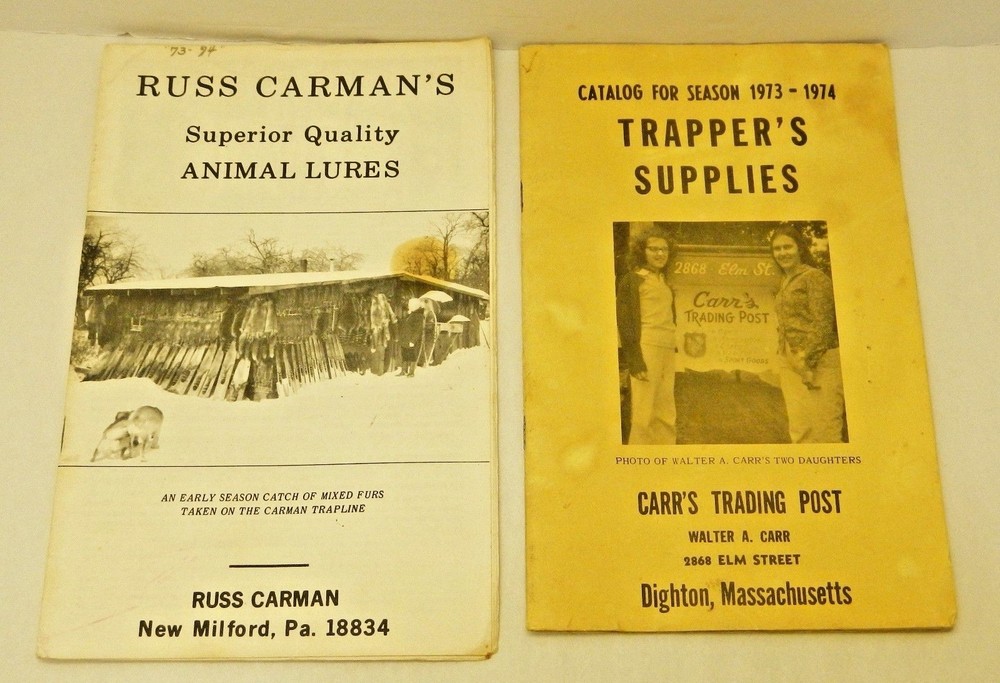 "73-94"
RUSS CARMAN'S
Superior Quality
ANIMAL LURES
AN EARLY SEASON CATCH OF MIXED FURS
TAKEN ON THE CARMAN TRAPLINE
RUSS CARMAN
New Milford, Pa. 18834
CATALOG FOR SEASON 1973 - 1974
TRAPPER'S
SUPPLIES
2868 Elm St.
Carr's
TRADING POST
PHOTO OF WALTER A. CARR'S TWO DAUGHTERS
CARR'S TRADING POST
WALTER A. CARR
2868 ELM STREET
Dighton, Massachusetts